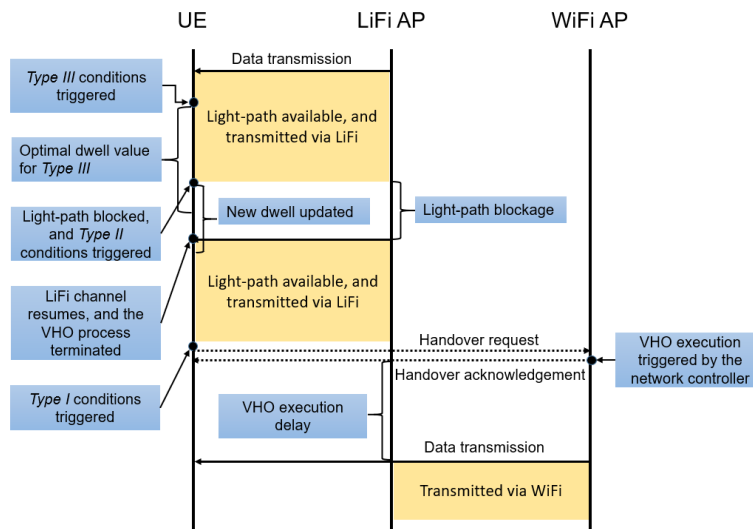 UE
LiFi AP
WiFi AP
Data transmission
Type III conditions
triggered
Light-path available, and
transmitted via LiFi
Optimal dwell value
for Type III
Light-path blocked,
and Type II
conditions triggered
New dwell updated
Light-path blockage
Light-path available, and
transmitted via LiFi
LiFi channel
resumes, and the
VHO process
terminated
Handover request
VHO execution
triggered by the
network controller
Handover acknowledgement
Type I conditions
triggered
VHO execution
delay
Data transmission
Transmitted via WiFi